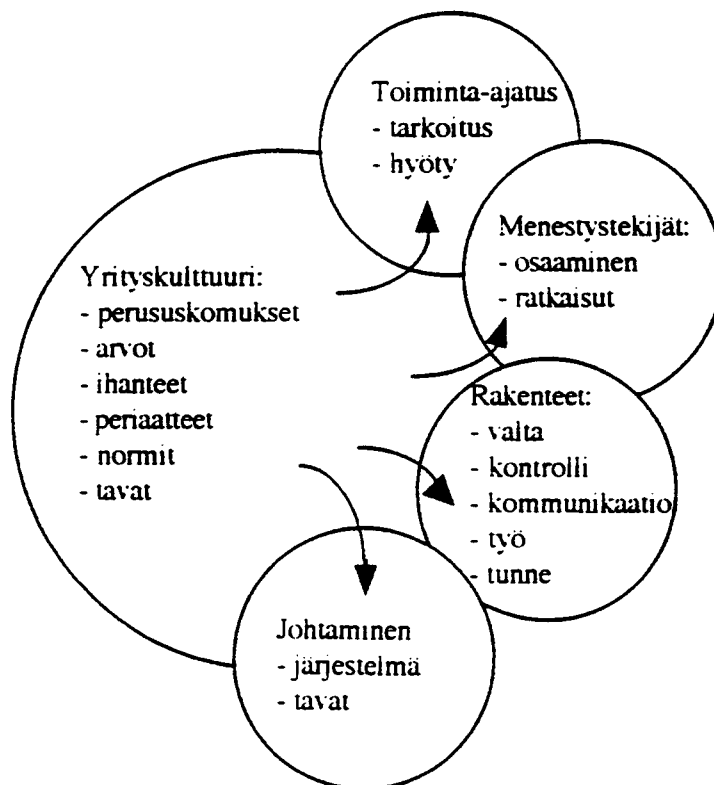 Toiminta-ajatus
- tarkoitus
- hyöty
Menestystekijät:
- osaaminen
- ratkaisut
Yrityskulttuuri:
- perususkomukset
- arvot
- ihanteet
- periaatteet
- normit
- tavat
Rakenteet:
- valta
- kontrolli
- kommunikaatio
- työ
- tunne
Johtaminen
- järjestelmä
- tavat